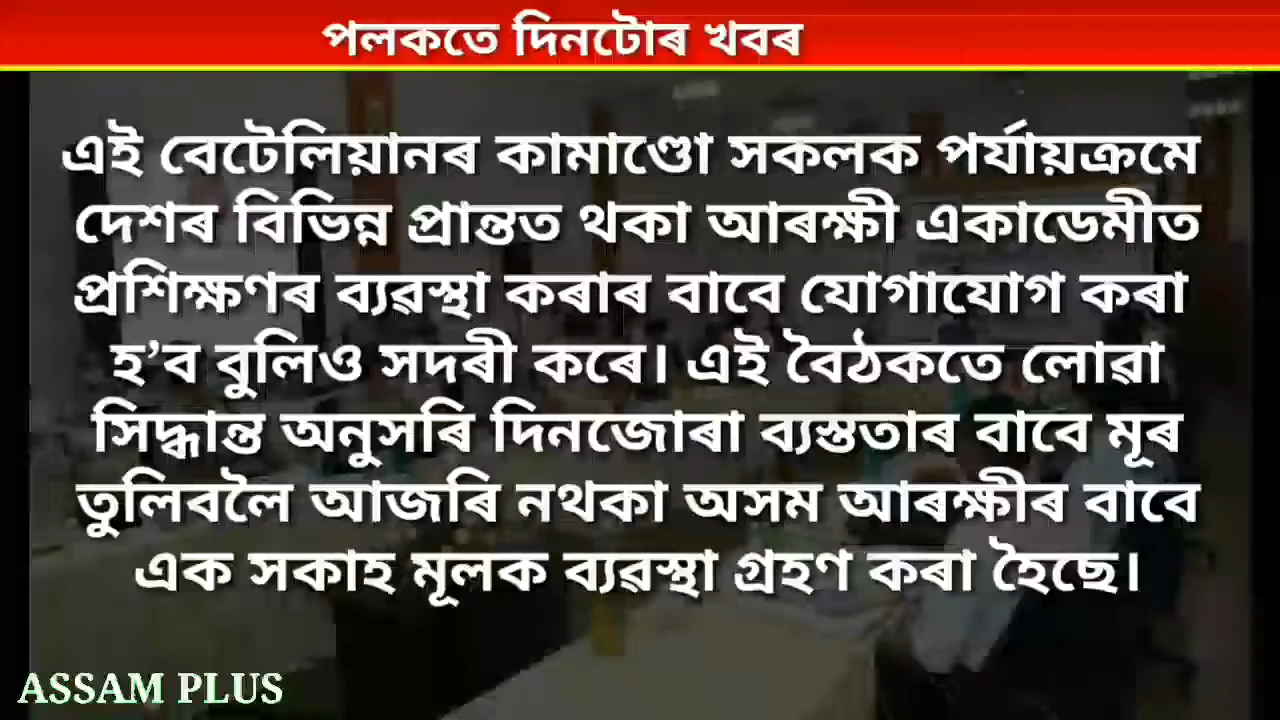 পলকতে দিনটোৰ খবৰ
এই বেটেলিয়ানৰ কামাণ্ডো সকলক পৰ্যায়ক্ৰমে
দেশৰ বিভিন্ন প্ৰান্তত থকা আৰক্ষী একাডেমীত
প্ৰশিক্ষণৰ ব্যৱস্থা কৰাৰ বাবে যোগাযোগ কৰা
হ’ব বুলিও সদৰী কৰে। এই বৈঠকতে লোৱা
সিদ্ধান্ত অনুসৰি দিনজোৰা ব্যস্ততাৰ বাবে মূৰ
তুলিবলৈ আজৰি নথকা অসম আৰক্ষীৰ বাবে
এক সকাহ মূলক ব্যৱস্থা গ্ৰহণ কৰা হৈছে।
ASSAM PLUS